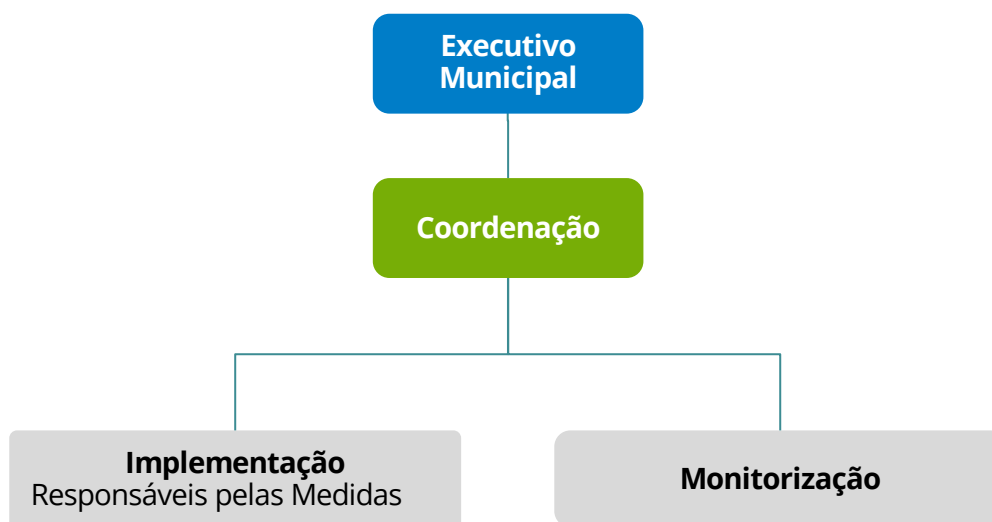 Executivo
Municipal
Coordenação
Implementação
Responsáveis pelas Medidas
Monitorização